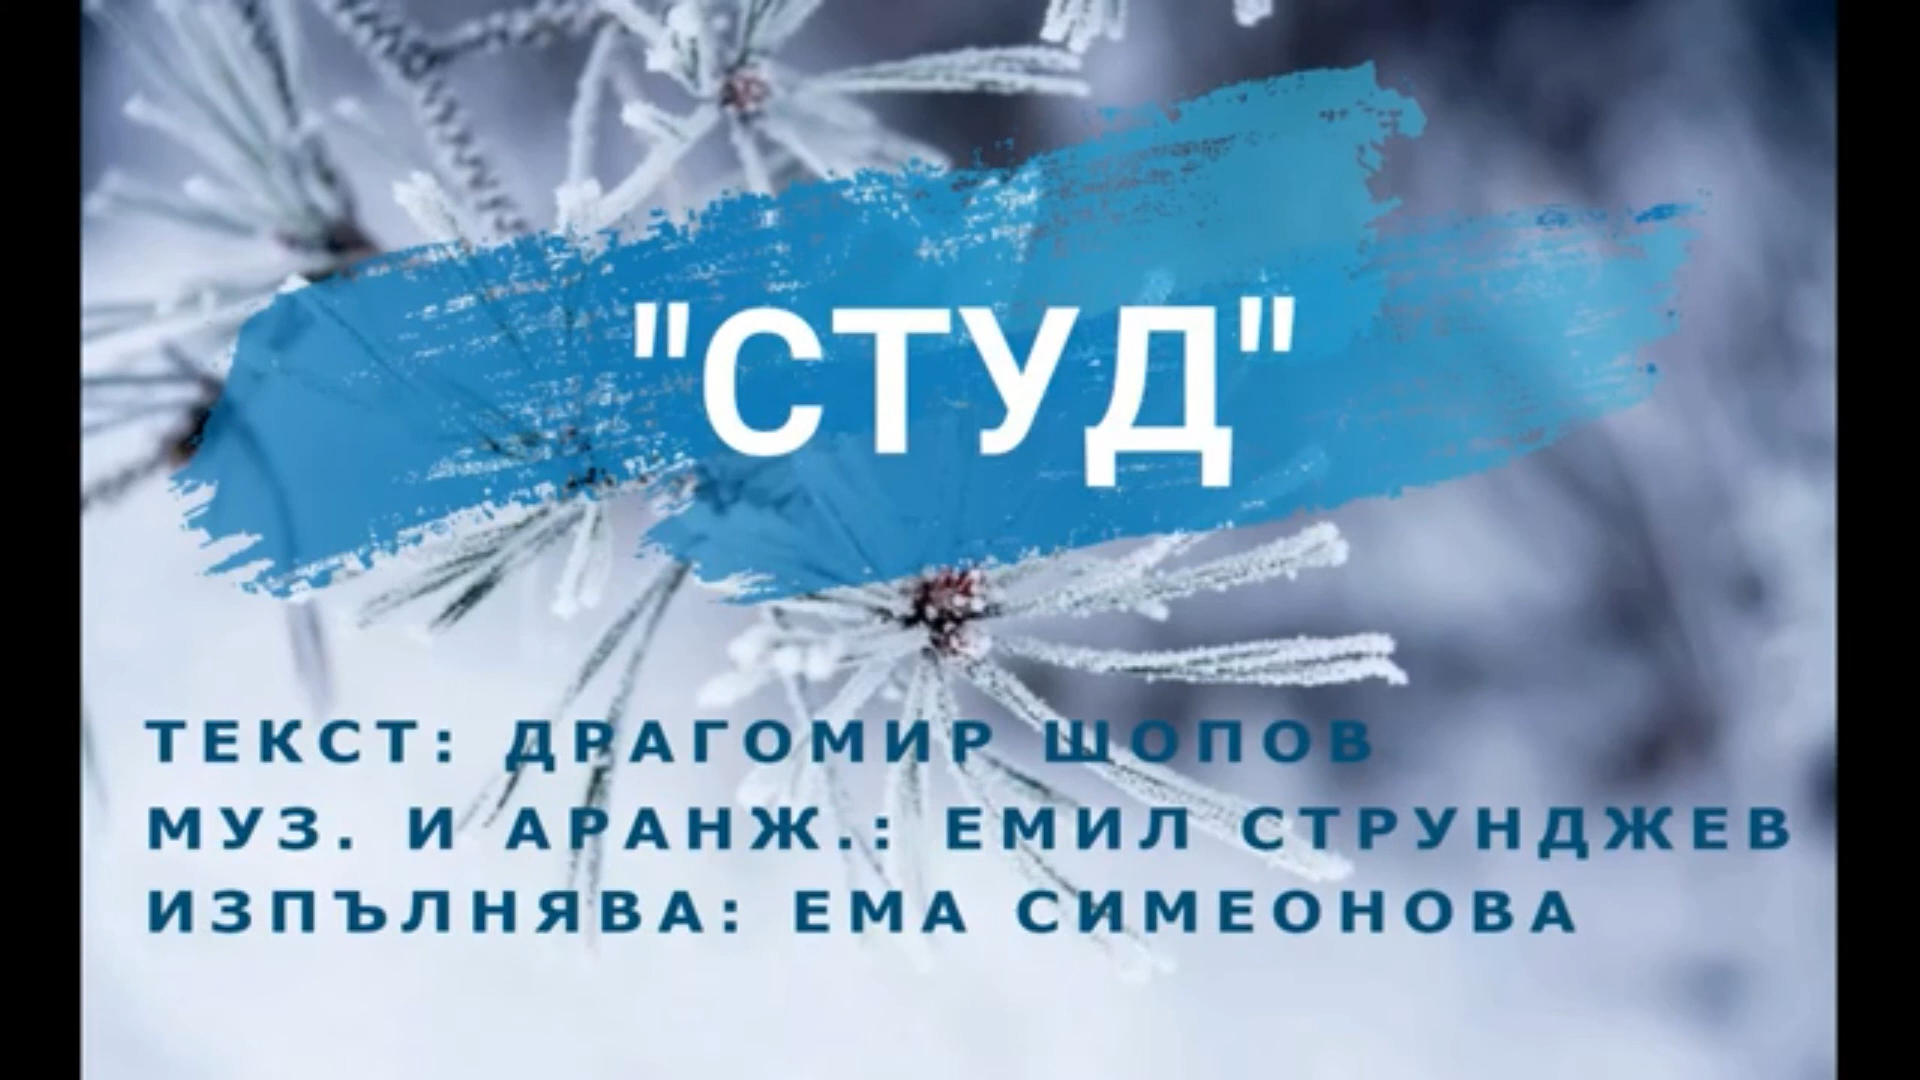 "СТУД"
ТЕКСТ: ДРАГОМИР ШОПОВ
МУЗ. И АРАНЖ.: ЕМИЛ СТРУНДЖЕВ
ИЗПЪЛНЯВА: ЕМА СИМЕОНОВА